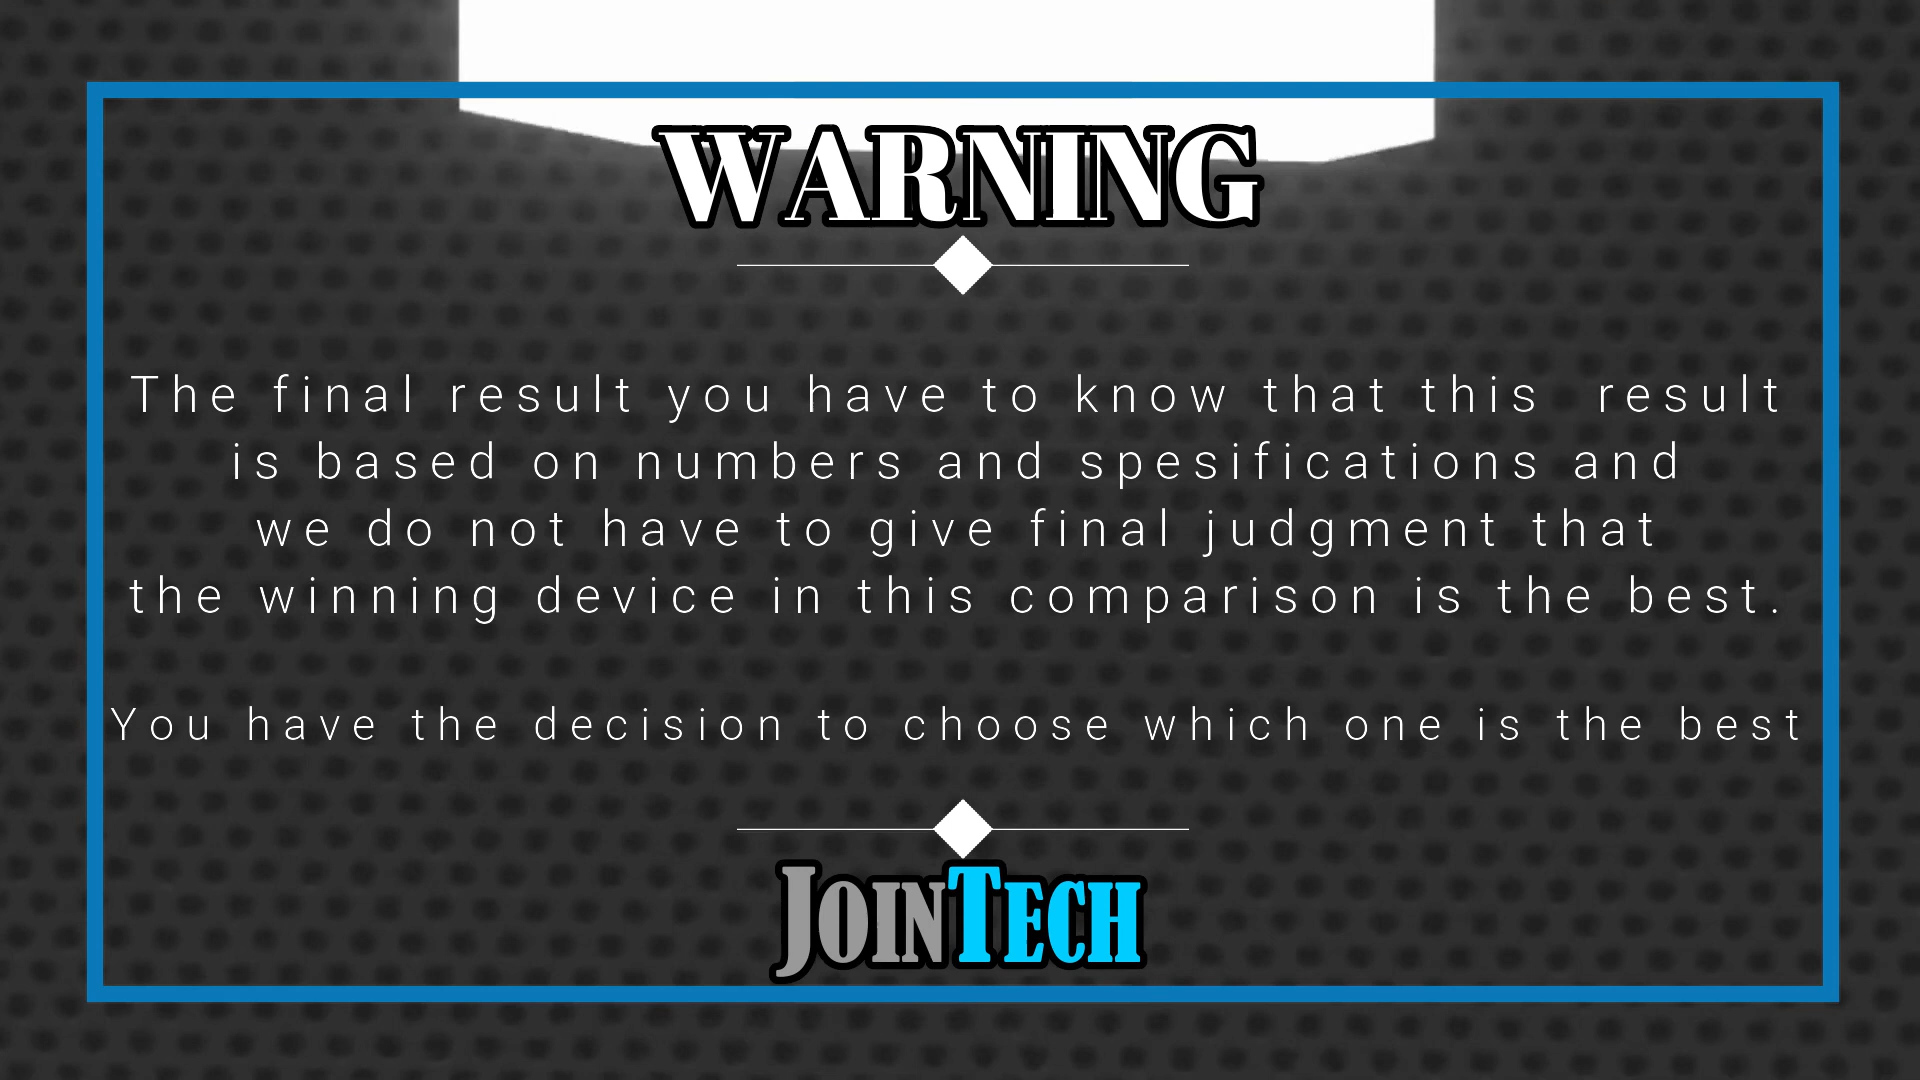 WARNING
The final result you have to know that this result
is based on numbers and spesifications and
we do not have to give final judgment that
the winning device in this comparison is the best.
You have the decision to choose which one is the best
JOINTECH